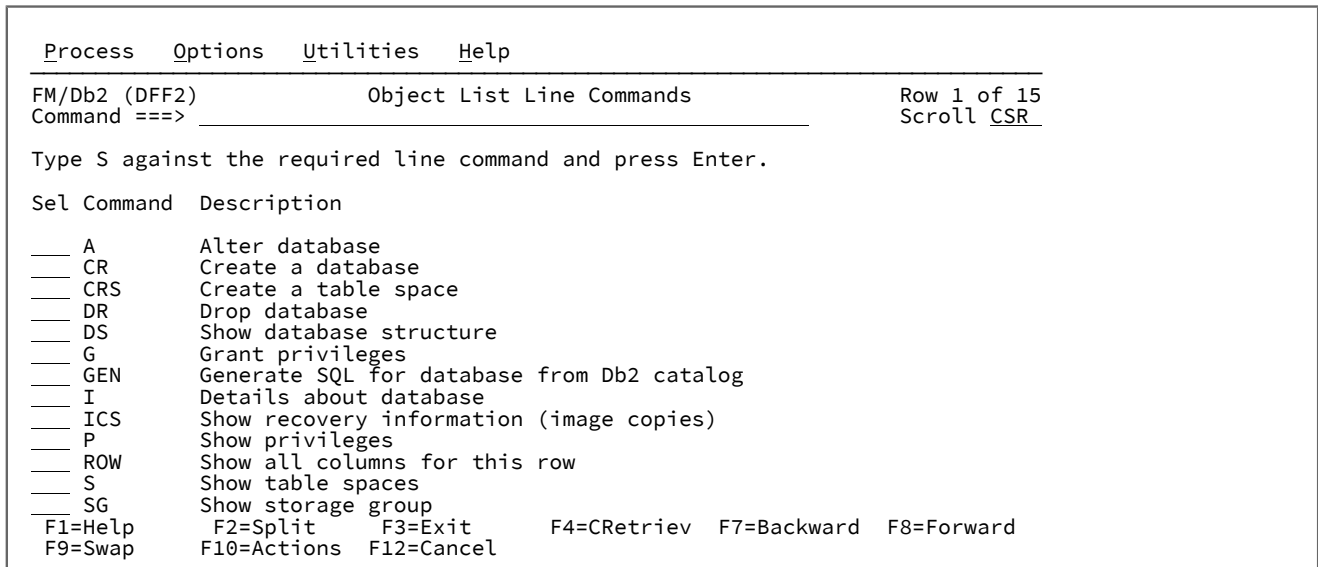 Process   Options   Utilities   Help
FM/Db2 (DFF2)             Object List Line Commands                Row 1 of 15
Command ===>                                                       Scroll CSR
Type S against the required line command and press Enter.
Sel Command  Description
A        Alter database
CR       Create a database
CRS      Create a table space
DR       Drop database
DS       Show database structure
G        Grant privileges
GEN      Generate SQL for database from Db2 catalog
I        Details about database
ICS      Show recovery information (image copies)
P        Show privileges
ROW      Show all columns for this row
S        Show table spaces
SG       Show storage group
F1=Help      F2=Split     F3=Exit      F4=CRetriev  F7=Backward  F8=Forward
F9=Swap     F10=Actions  F12=Cancel